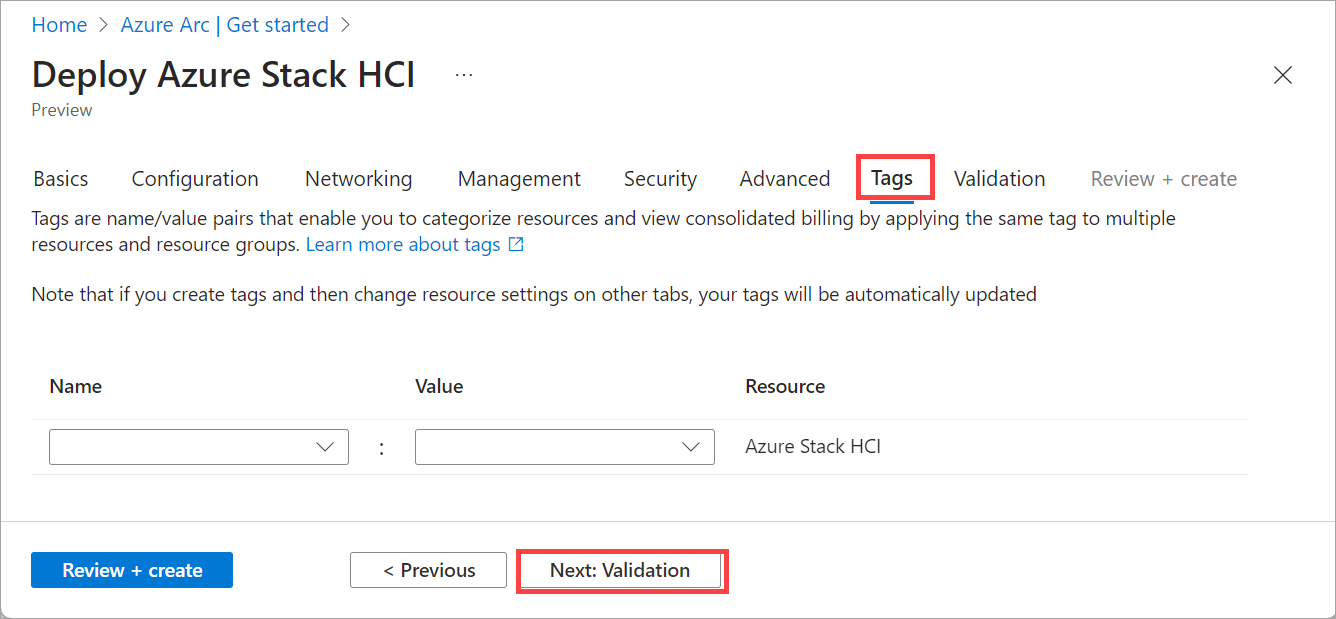 Home > Azure Arc | Get started >
Deploy Azure Stack HCI ...
Preview
Basics Configuration Networking Management Security Advanced Tags Validation Review + create
Tags are name/value pairs that enable you to categorize resources and view consolidated billing by applying the same tag to multiple
resources and resource groups. Learn more about tags
Note that if you create tags and then change resource settings on other tabs, your tags will be automatically updated
Name Value Resource
: Azure Stack HCI
Review + create < Previous Next: Validation